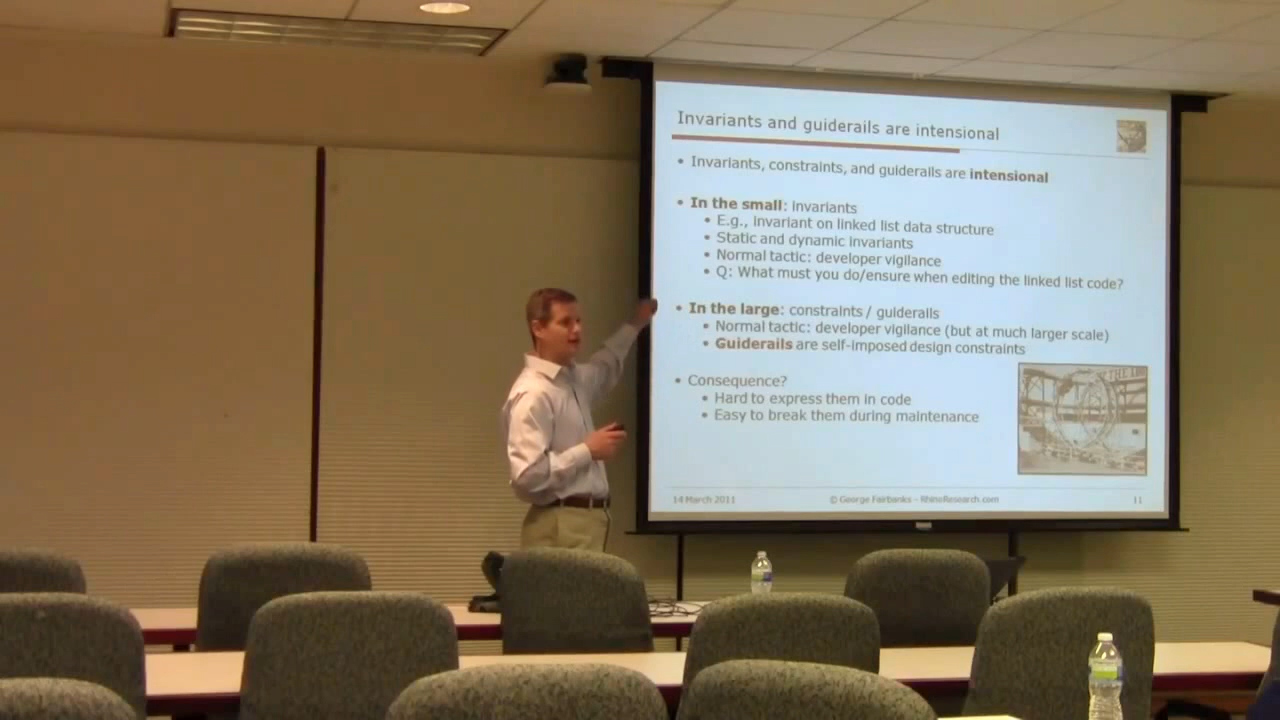 Invariants and guiderails are intensional
• Invariants, constraints, and guiderails are intensional
• In the small: invariants
• E.g., invariant on linked list data structure
• Static and dynamic invariants
• Normal tactic: developer vigilance
• Q: What must you do/ensure when editing the linked list code?
• In the large: constraints / guiderails
• Normal tactic: developer vigilance (but at much larger scale)
• Guiderails are self-imposed design constraints
• Consequence?
• Hard to express them in code
• Easy to break them during maintenance
14 March 2011
© George Fairbanks - RhinoResearch.com
11